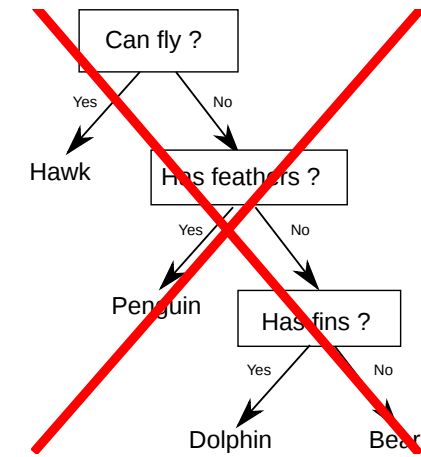 Can fly ?
Yes
No
Hawk
Has feathers ?
Yes
No
Penguin
Has fins ?
Yes
No
Dolphin
Bear